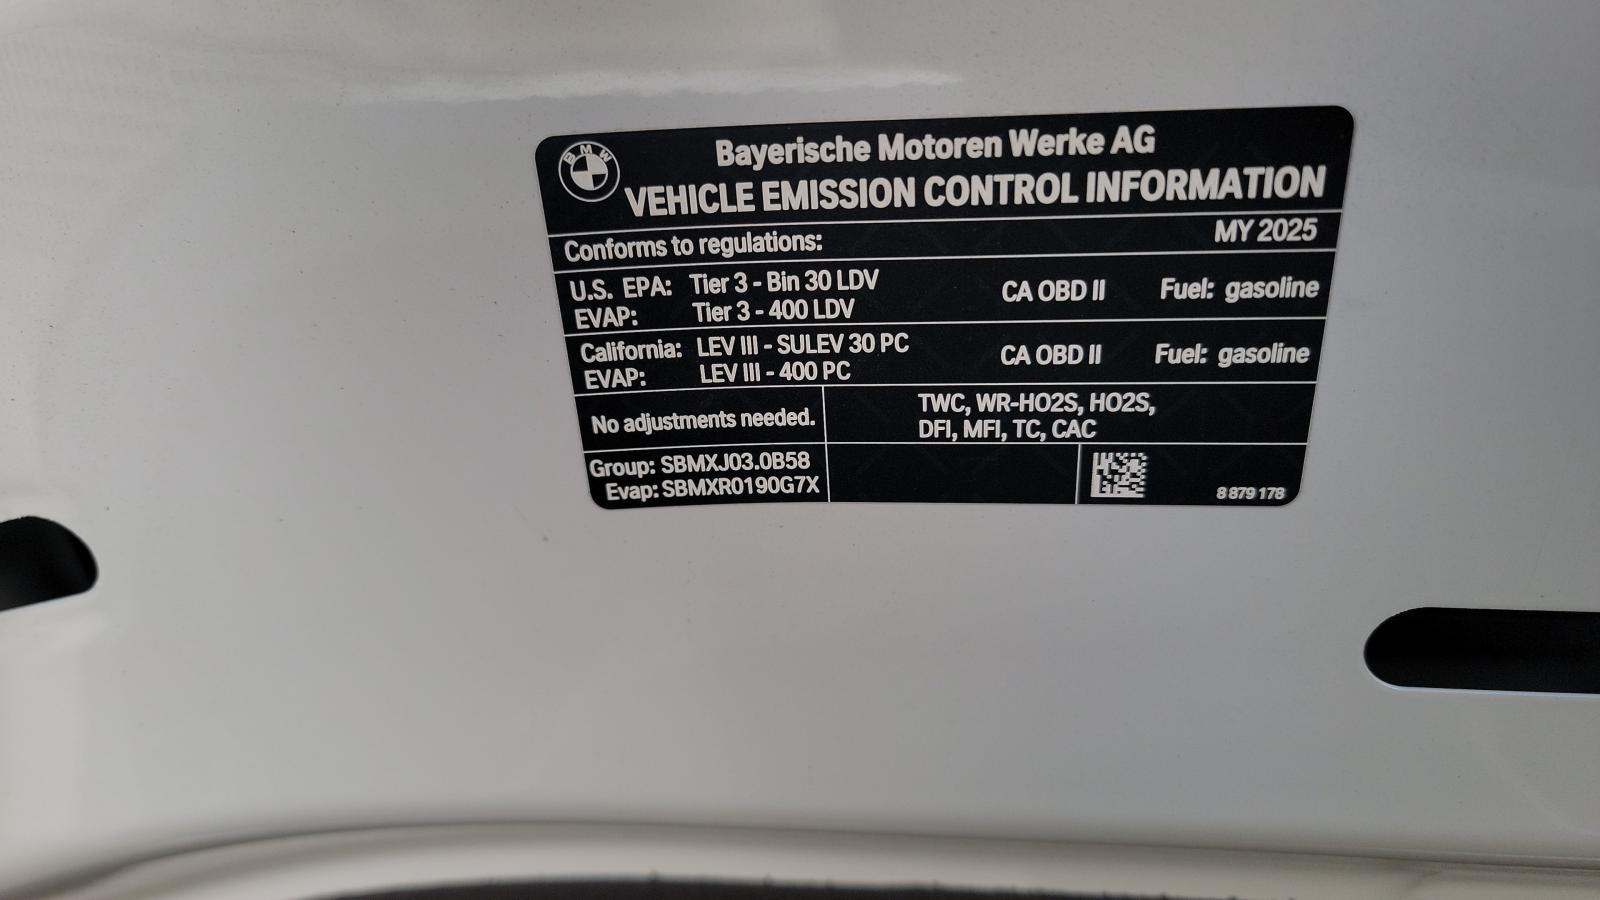 BMW
Bayerische Motoren Werke AG
VEHICLE EMISSION CONTROL INFORMATION
Conforms to regulations: MY 2025
U.S. EPA: Tier 3 - Bin 30 LDV CA OBD II Fuel: gasoline
EVAP: Tier 3 - 400 LDV
California: LEV III - SULEV 30 PC CA OBD II Fuel: gasoline
EVAP: LEV III - 400 PC
No adjustments needed.
TWC, WR-HO2S, HO2S,
DFI, MFI, TC, CAC
Group: SBMXJ03.0B58
Evap: SBMXR0190G7X
8 879 178